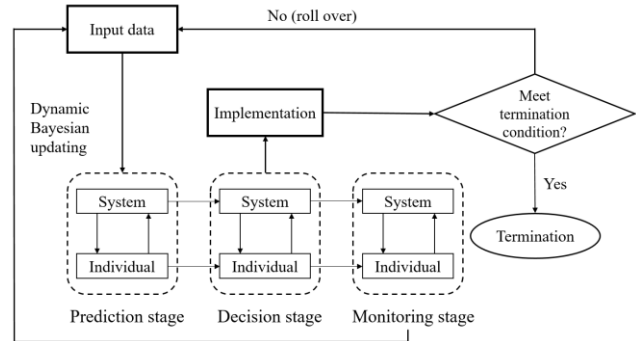 No (roll over)
Input data
Dynamic
Bayesian
updating
Implementation
Meet
termination
condition?
Yes
System
System
System
Termination
Individual
Individual
Individual
Prediction stage
Decision stage
Monitoring stage